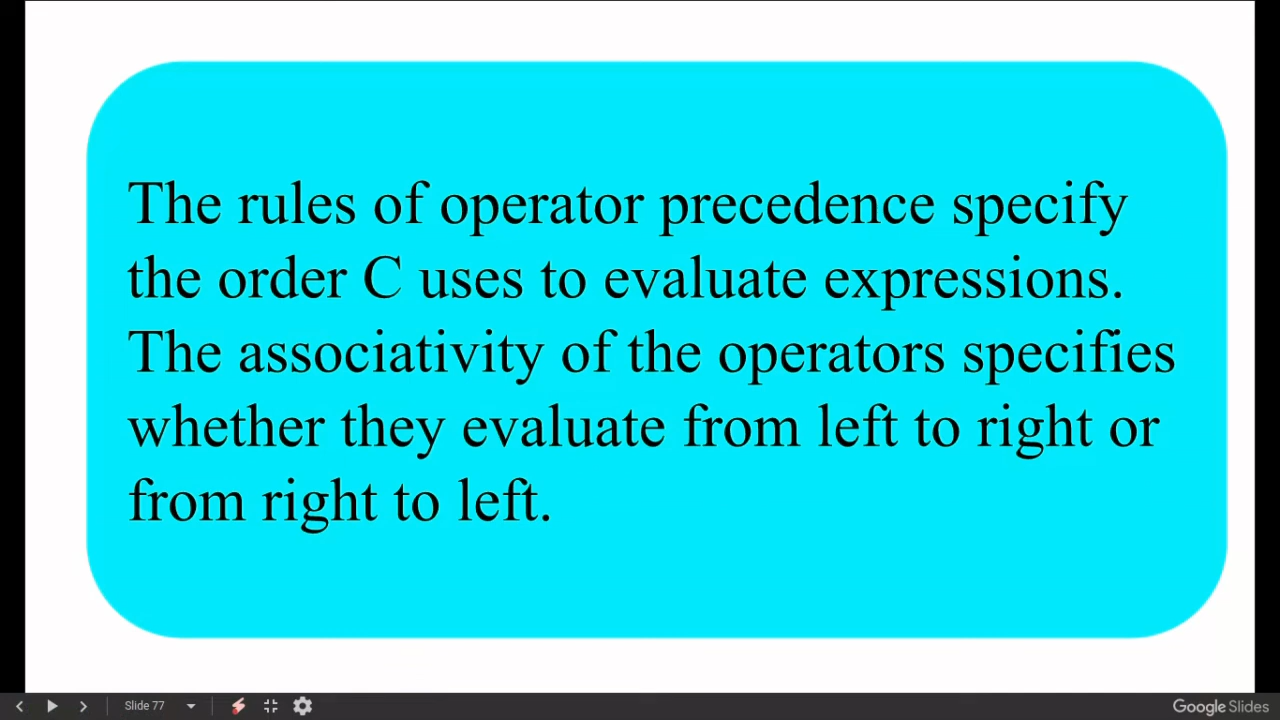 The rules of operator precedence specify
the order C uses to evaluate expressions.
The associativity of the operators specifies
whether they evaluate from left to right or
from right to left.
Slide 77
Google Slides